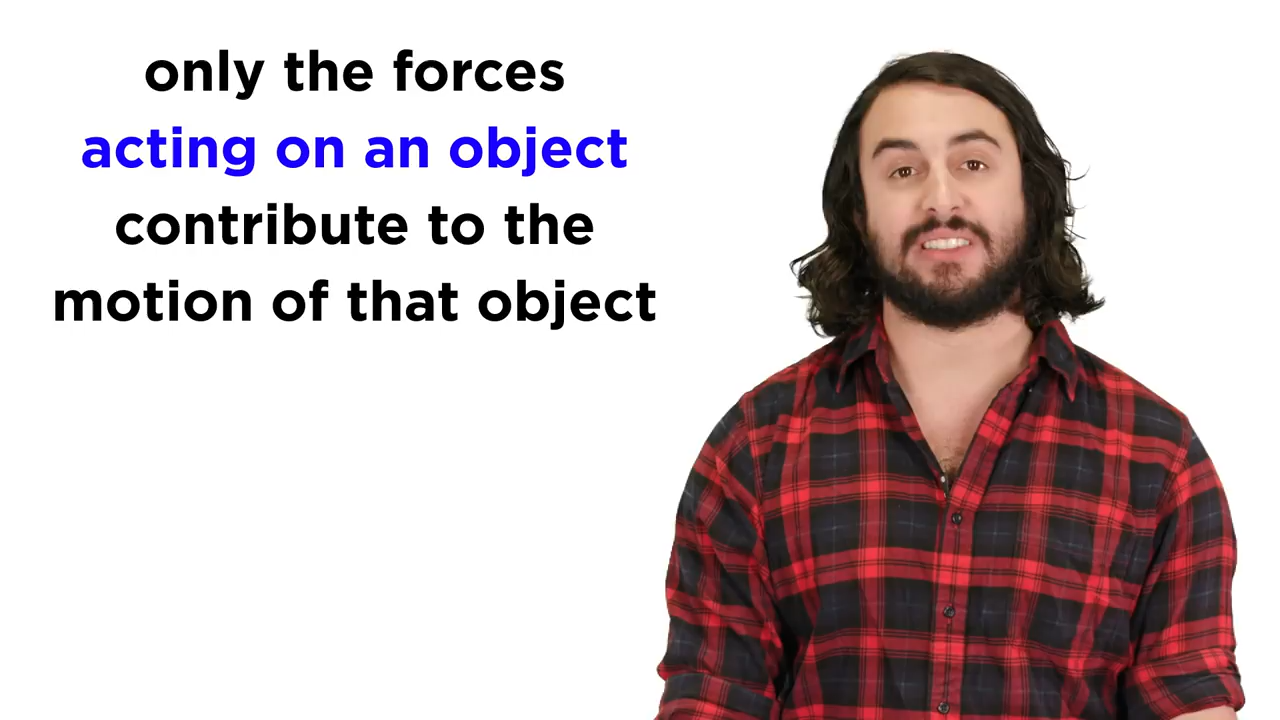 only the forces
acting on an object
contribute to the
motion of that object